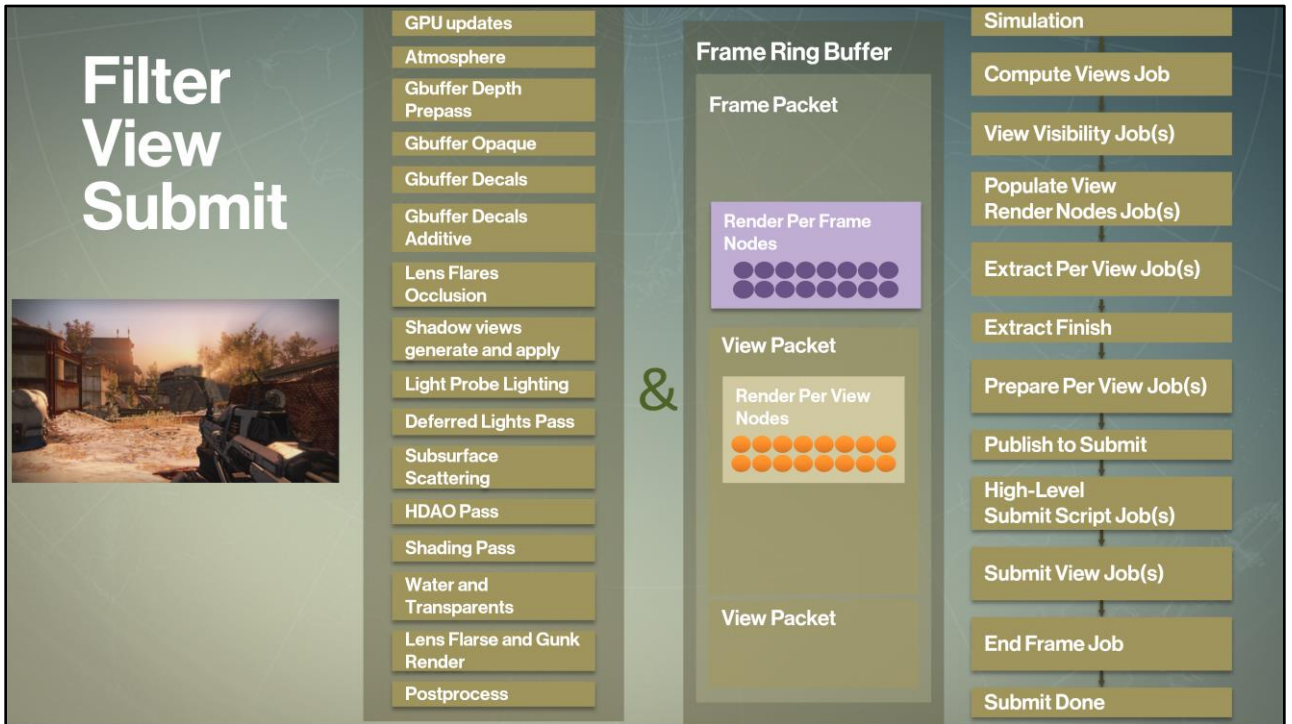 Filter
View
Submit
GPU updates
Atmosphere
Gbuffer Depth
Prepass
Gbuffer Opaque
Gbuffer Decals
Gbuffer Decals
Additive
Lens Flares
Occlusion
Shadow views
generate and apply
Light Probe Lighting
Deferred Lights Pass
Subsurface
Scattering
HDAO Pass
Shading Pass
Water and
Transparents
Lens Flarse and Gunk
Render
Postprocess
&
Frame Ring Buffer
Frame Packet
Render Per Frame
Nodes
View Packet
Render Per View
Nodes
View Packet
Simulation
Compute Views Job
View Visibility Job(s)
Populate View
Render Nodes Job(s)
Extract Per View Job(s)
Extract Finish
Prepare Per View Job(s)
Publish to Submit
High-Level
Submit Script Job(s)
Submit View Job(s)
End Frame Job
Submit Done